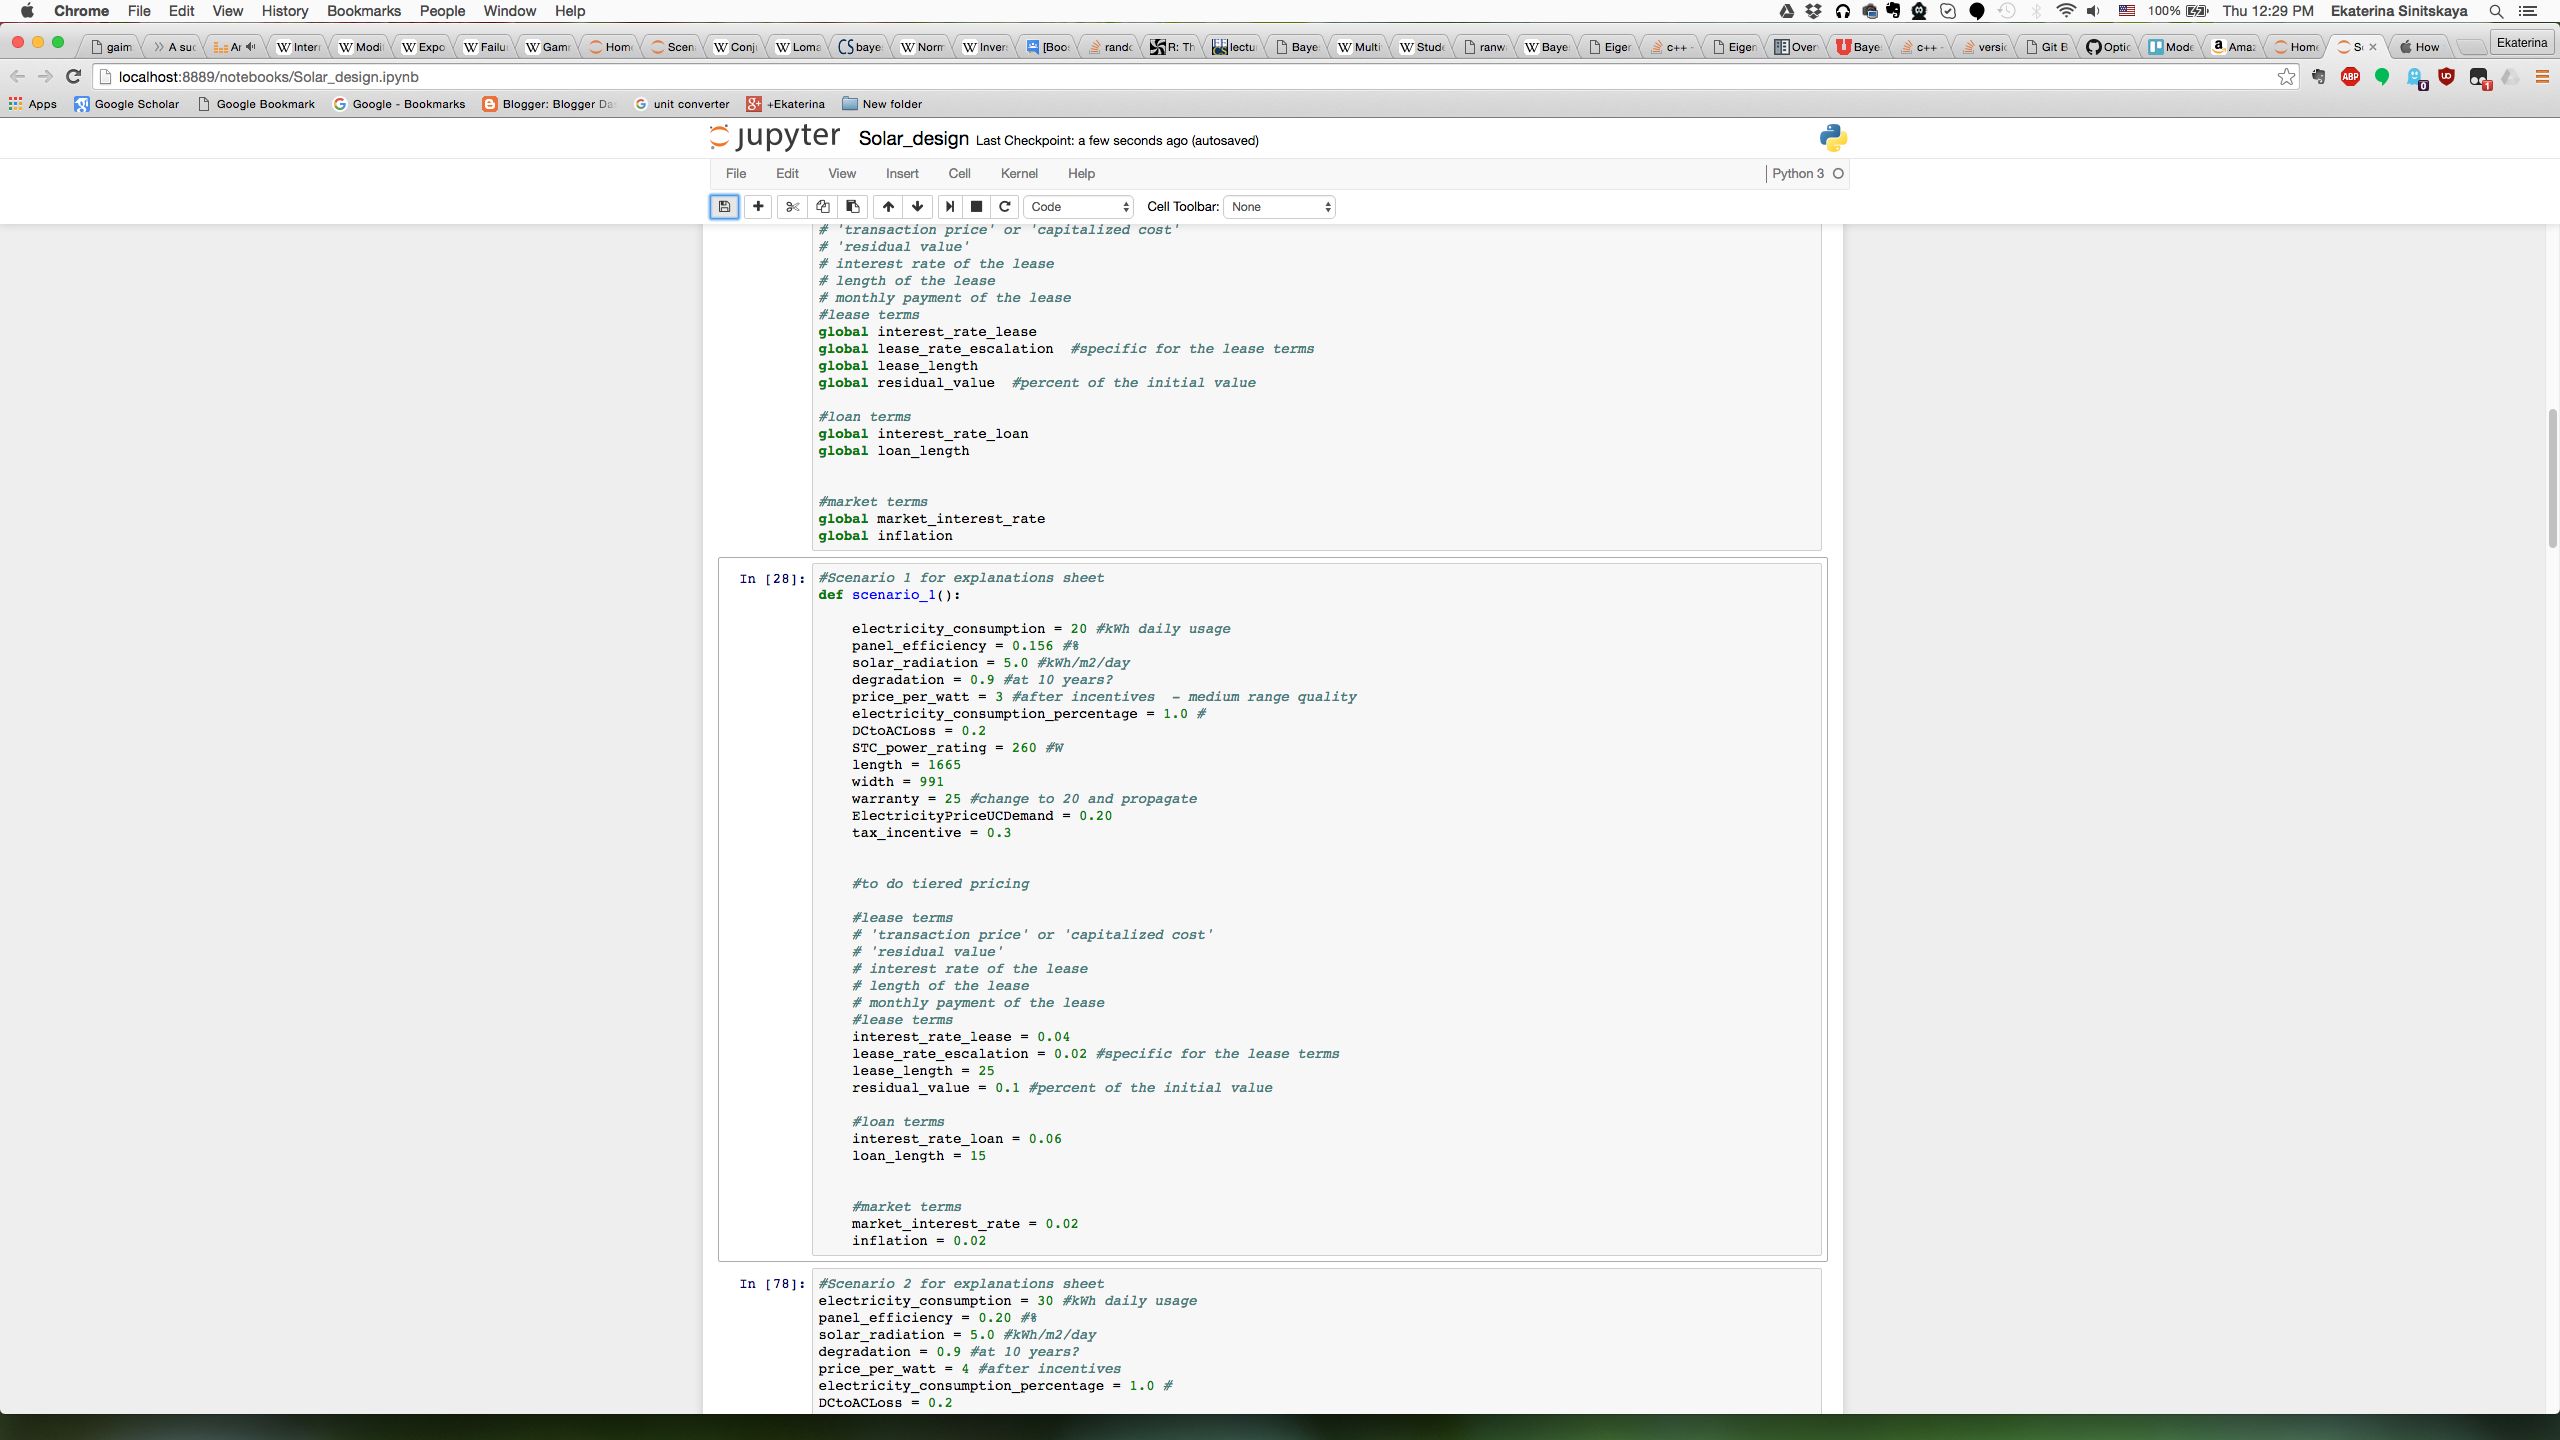 Chrome File Edit View History Bookmarks People Window Help 100% Thu 12:29 PM Ekaterina Sinitskaya
gaim A suc Ar Inter Modi Expo Failu Gam Hom Scen Conj Loma bayes Norm Inver [Boo rando R: Th lectu Baye Multi Stude ranw Baye Eiger c++ - Eigen Over Baye c++ - versic Git B Optic Mode Ama: Home Sc How Ekaterina
localhost:8889/notebooks/Solar_design.ipynb
Apps Google Scholar Google Bookmark Google - Bookmarks Blogger: Blogger Da unit converter +Ekaterina New folder
jupyter Solar_design Last Checkpoint: a few seconds ago (autosaved)
File Edit View Insert Cell Kernel Help Python 3
Code Cell Toolbar: None
# 'transaction price' or 'capitalized cost'
# 'residual value'
# interest rate of the lease
# length of the lease
# monthly payment of the lease
#lease terms
global interest_rate_lease
global lease_rate_escalation #specific for the lease terms
global lease_length
global residual_value #percent of the initial value
#loan terms
global interest_rate_loan
global loan_length
#market terms
global market_interest_rate
global inflation
In [28]: #Scenario 1 for explanations sheet
def scenario_1():
electricity_consumption = 20 #kWh daily usage
panel_efficiency = 0.156 #%
solar_radiation = 5.0 #kWh/m2/day
degradation = 0.9 #at 10 years?
price_per_watt = 3 #after incentives - medium range quality
electricity_consumption_percentage = 1.0 #
DCtoACLoss = 0.2
STC_power_rating = 260 #W
length = 1665
width = 991
warranty = 25 #change to 20 and propagate
ElectricityPriceUCDemand = 0.20
tax_incentive = 0.3
#to do tiered pricing
#lease terms
# 'transaction price' or 'capitalized cost'
# 'residual value'
# interest rate of the lease
# length of the lease
# monthly payment of the lease
#lease terms
interest_rate_lease = 0.04
lease_rate_escalation = 0.02 #specific for the lease terms
lease_length = 25
residual_value = 0.1 #percent of the initial value
#loan terms
interest_rate_loan = 0.06
loan_length = 15
#market terms
market_interest_rate = 0.02
inflation = 0.02
In [78]: #Scenario 2 for explanations sheet
electricity_consumption = 30 #kWh daily usage
panel_efficiency = 0.20 #%
solar_radiation = 5.0 #kWh/m2/day
degradation = 0.9 #at 10 years?
price_per_watt = 4 #after incentives
electricity_consumption_percentage = 1.0 #
DCtoACLoss = 0.2